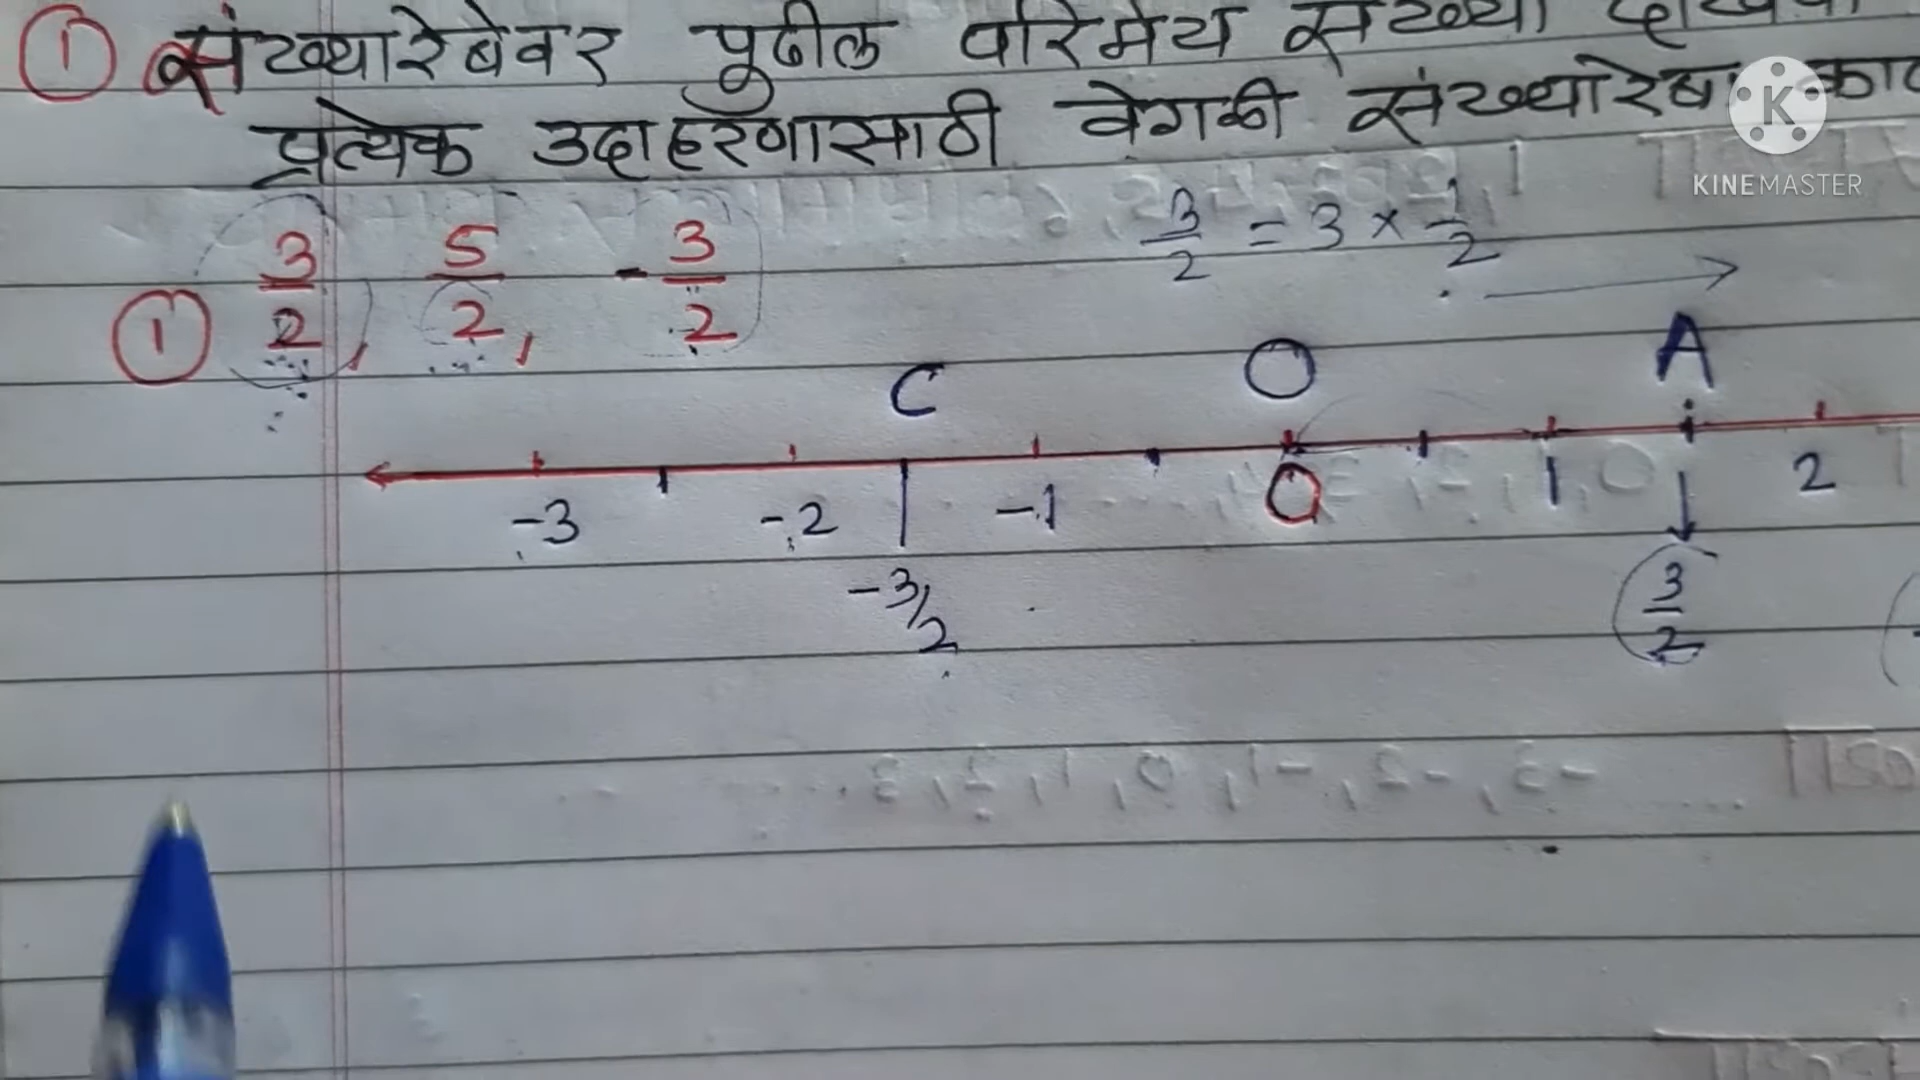 ① संख्यारेषेवर पुढील परिमेय संख्या
प्रत्येक उदाहरणासाठी वेगळी संख्यारेषा
KINEMASTER
① 3/2, 5/2, -3/2
3/2 = 3 × 1/2
C O A
-3 -2 -1 0 1 2
-3/2 3/2